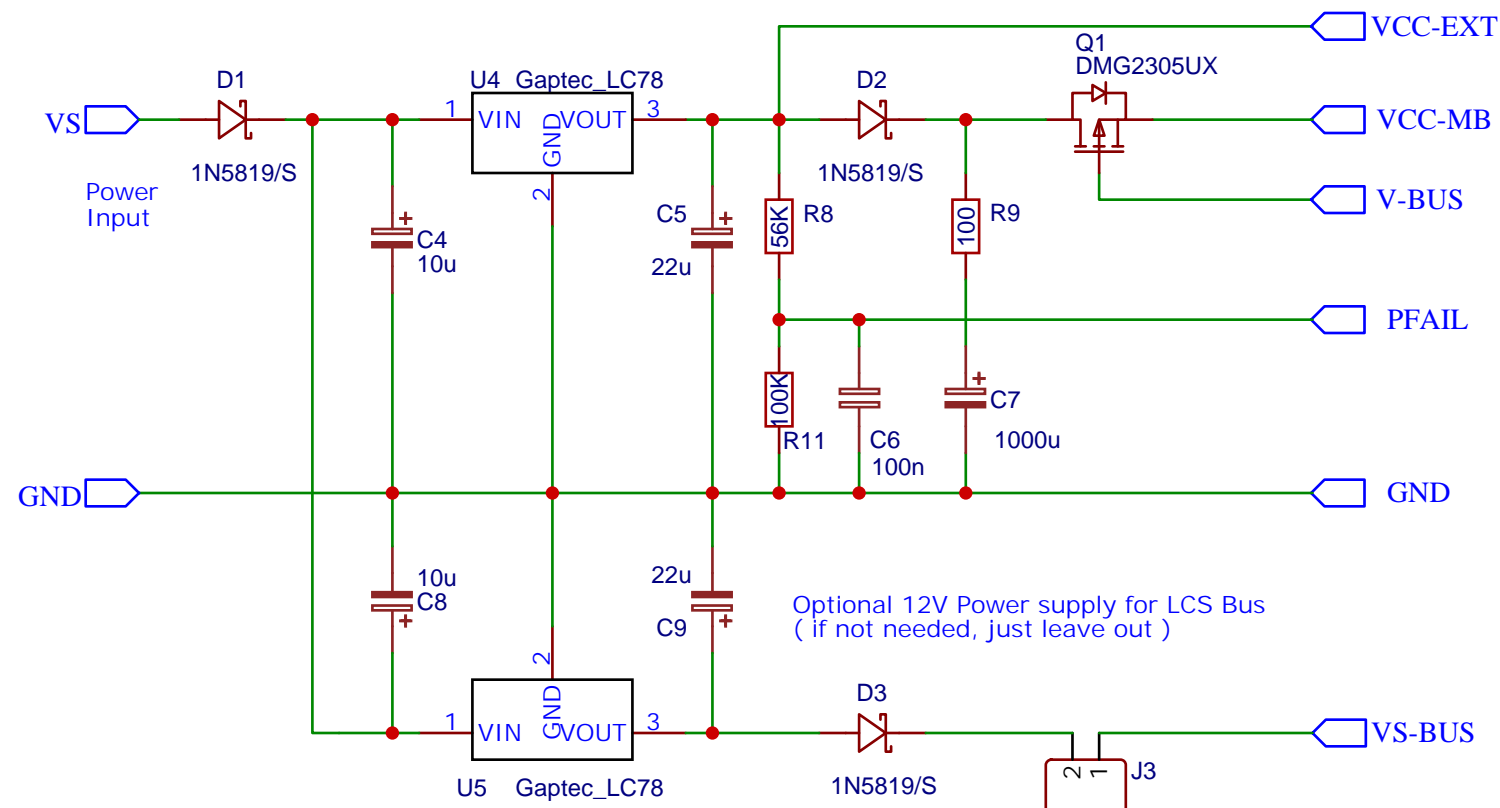 VCC-EXT
Q1
DMG2305UX
D1
U4 Gaptec_LC78
D2
VS
1
VIN
GND
VOUT
3
VCC-MB
1N5819/S
1N5819/S
Power
Input
2
C5
R8
56K
100
R9
V-BUS
+
C4
10u
+
22u
PFAIL
100K
R11
C6
100n
+
C7
1000u
GND
GND
10u
C8
+
22u
C9
+
Optional 12V Power supply for LCS Bus
( if not needed, just leave out )
2
D3
1
VIN
GND
VOUT
3
VS-BUS
2
1
J3
U5 Gaptec_LC78
1N5819/S